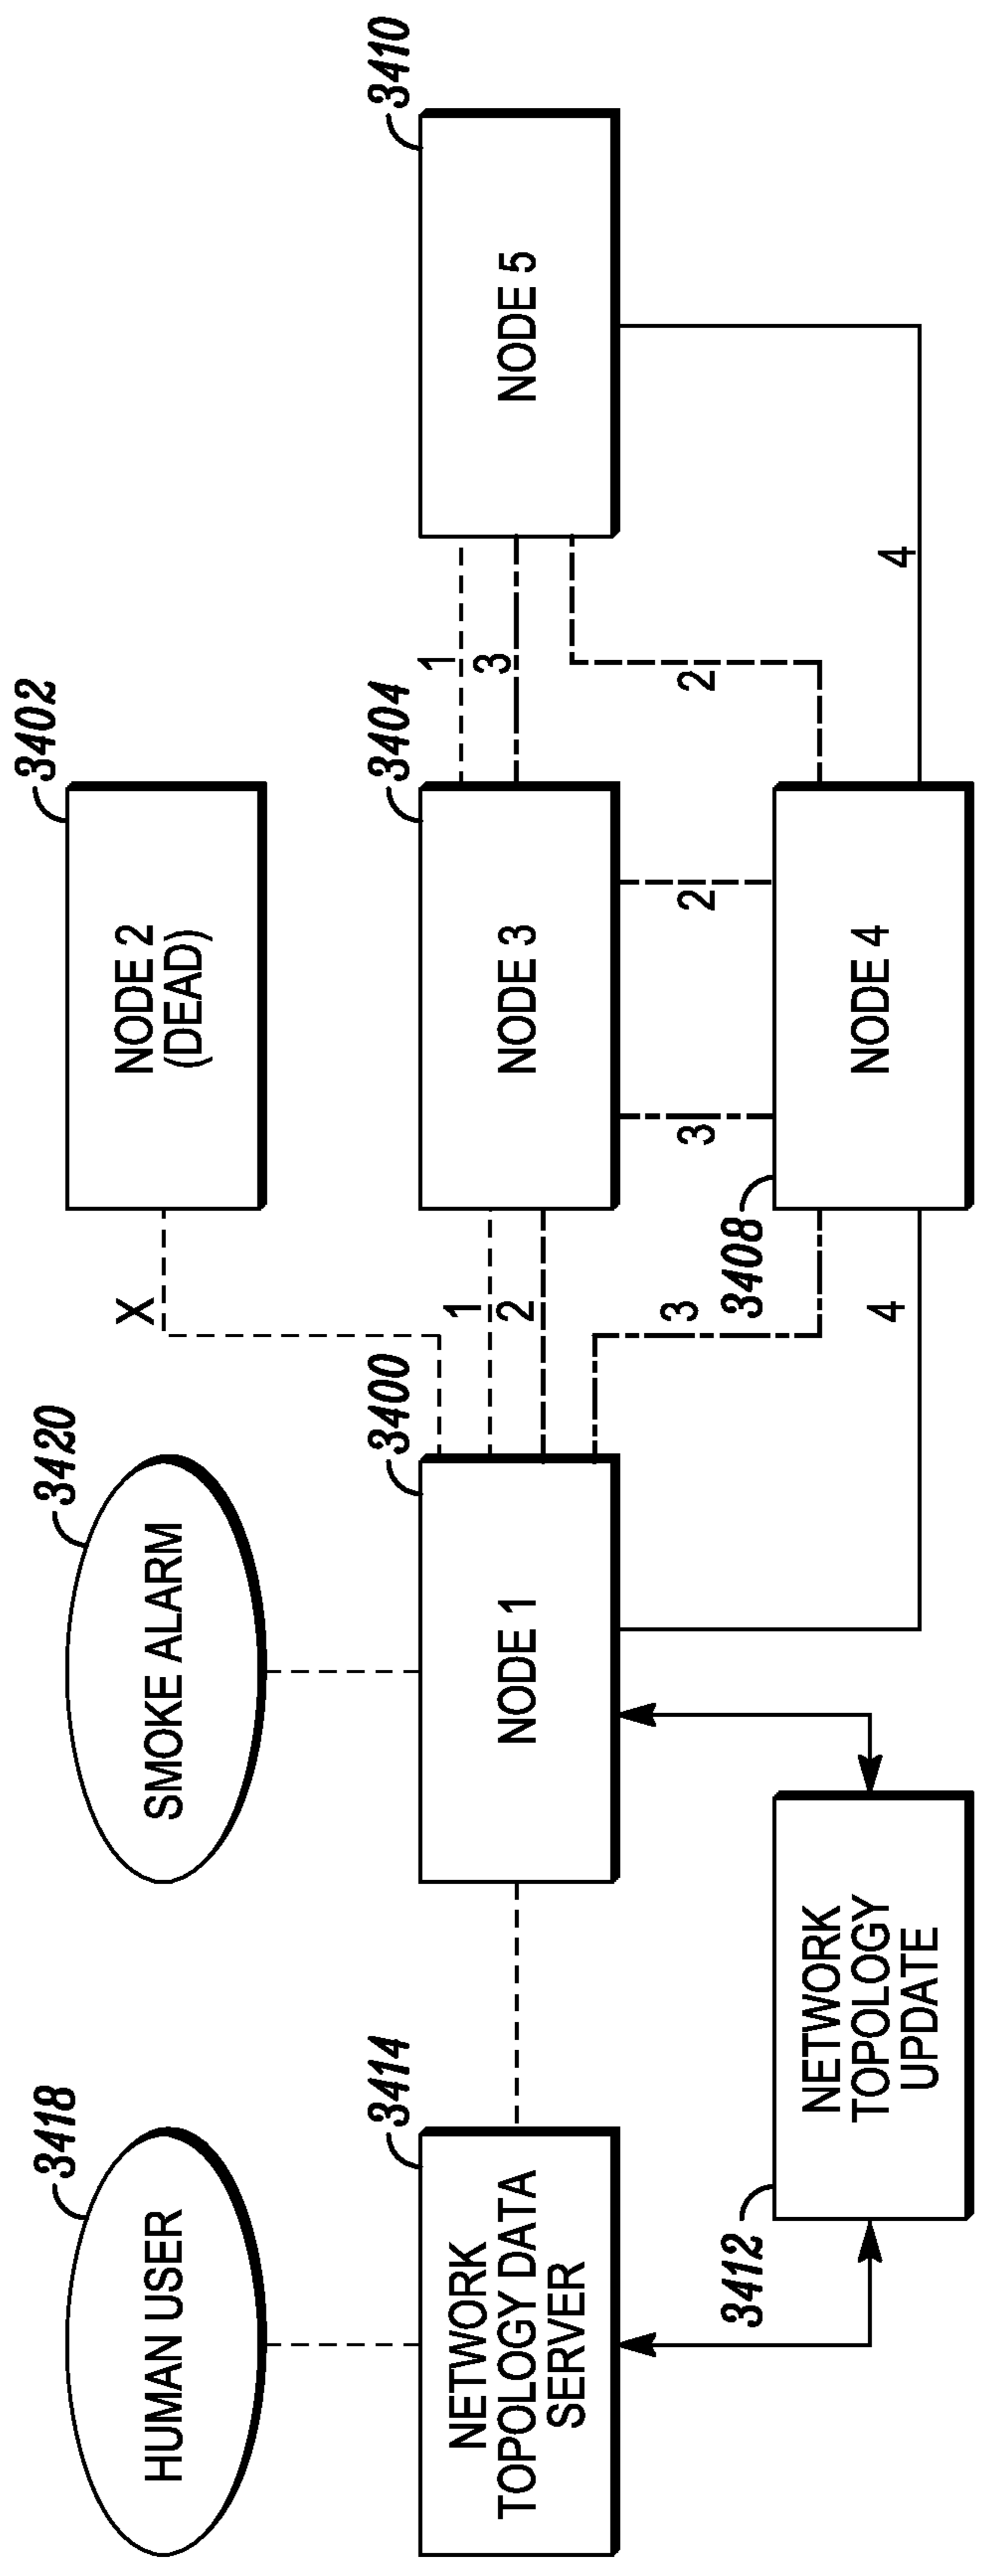 3418
HUMAN USER
3420
SMOKE ALARM
3402
NODE 2
(DEAD)
X
3414
NETWORK
TOPOLOGY DATA
SERVER
3400
NODE 1
1
2
3
3404
NODE 3
1
3
3410
NODE 5
3
2
2
3412
NETWORK
TOPOLOGY
UPDATE
3408
NODE 4
4
4